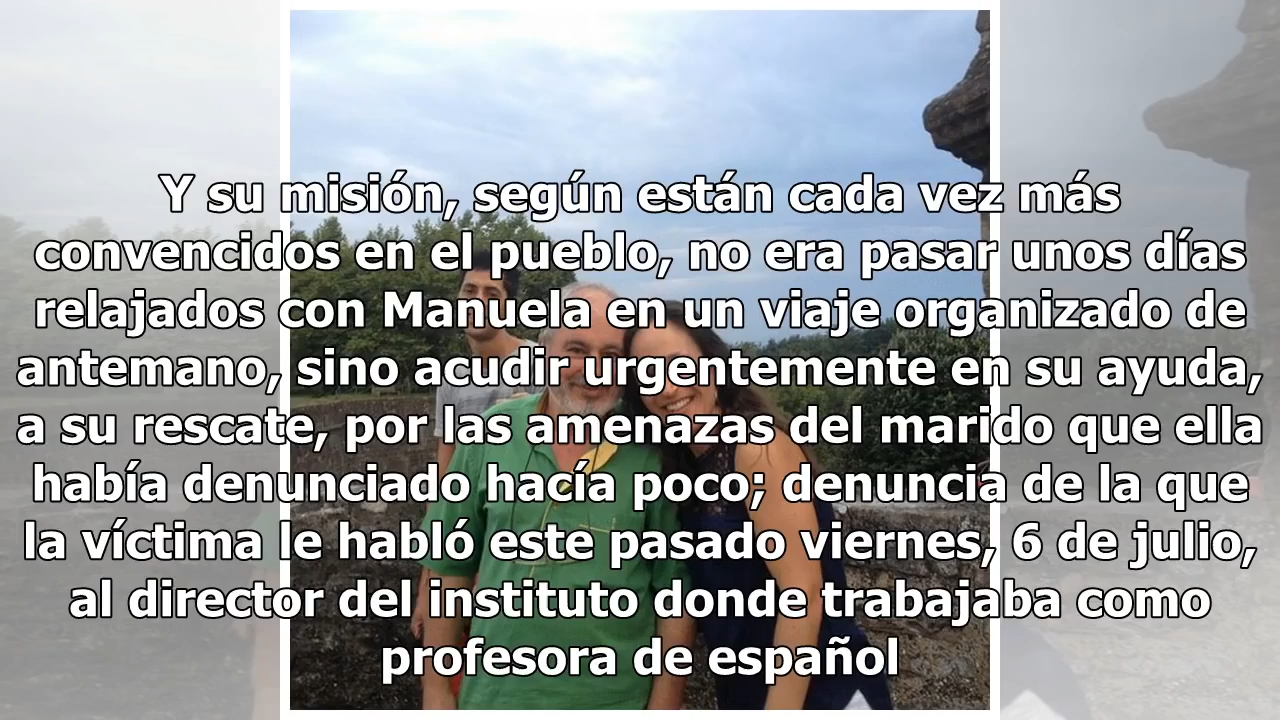 Y su misión, según están cada vez más
convencidos en el pueblo, no era pasar unos días
relajados con Manuela en un viaje organizado de
antemano, sino acudir urgentemente en su ayuda,
a su rescate, por las amenazas del marido que ella
había denunciado hacía poco; denuncia de la que
la víctima le habló este pasado viernes, 6 de julio,
al director del instituto donde trabajaba como
profesora de español